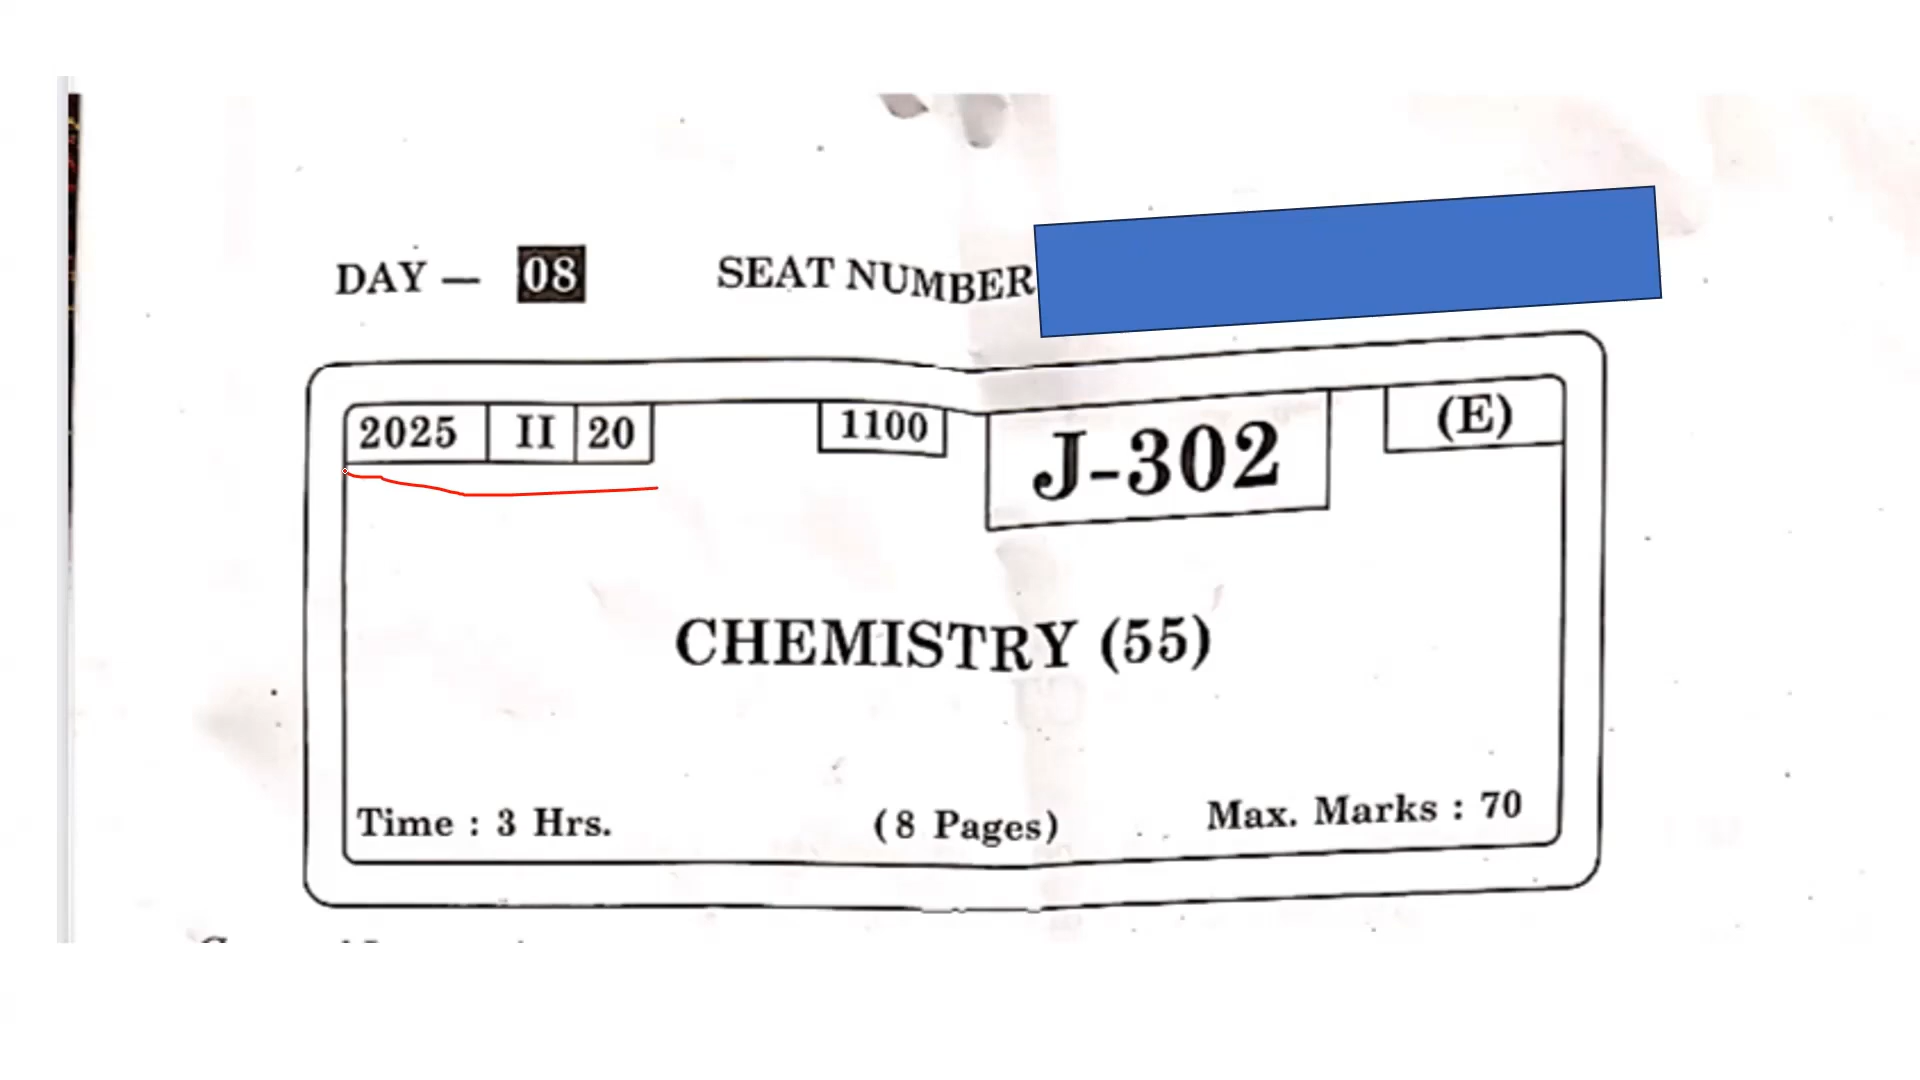 DAY — 08 SEAT NUMBER
2025 II 20 1100 J-302 (E)
CHEMISTRY (55)
Time : 3 Hrs. (8 Pages) Max. Marks : 70